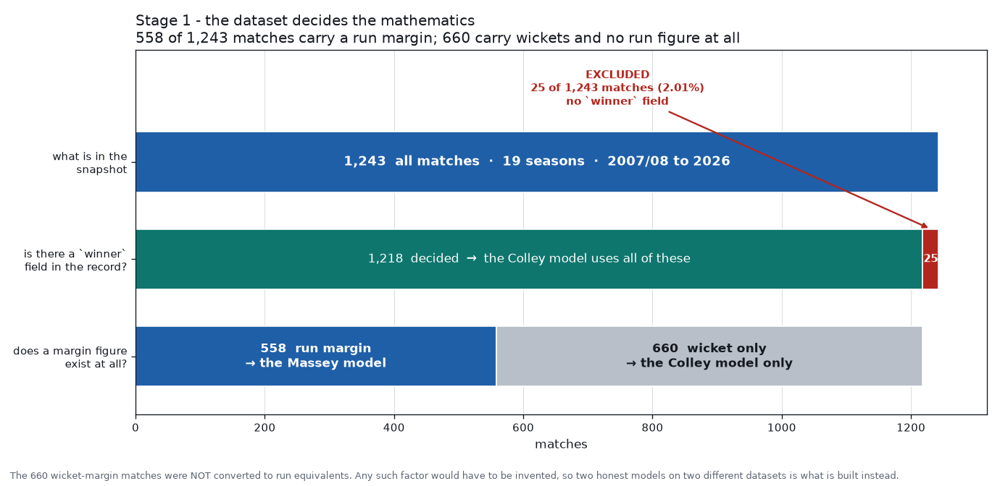 Stage 1 - the dataset decides the mathematics
558 of 1,243 matches carry a run margin; 660 carry wickets and no run figure at all
EXCLUDED
25 of 1,243 matches (2.01%)
no `winner` field
what is in the
snapshot
1,243 all matches · 19 seasons · 2007/08 to 2026
is there a `winner`
field in the record?
1,218 decided → the Colley model uses all of these
25
does a margin figure
exist at all?
558 run margin
→ the Massey model
660 wicket only
→ the Colley model only
0 200 400 600 800 1000 1200
matches
The 660 wicket-margin matches were NOT converted to run equivalents. Any such factor would have to be invented, so two honest models on two different datasets is what is built instead.